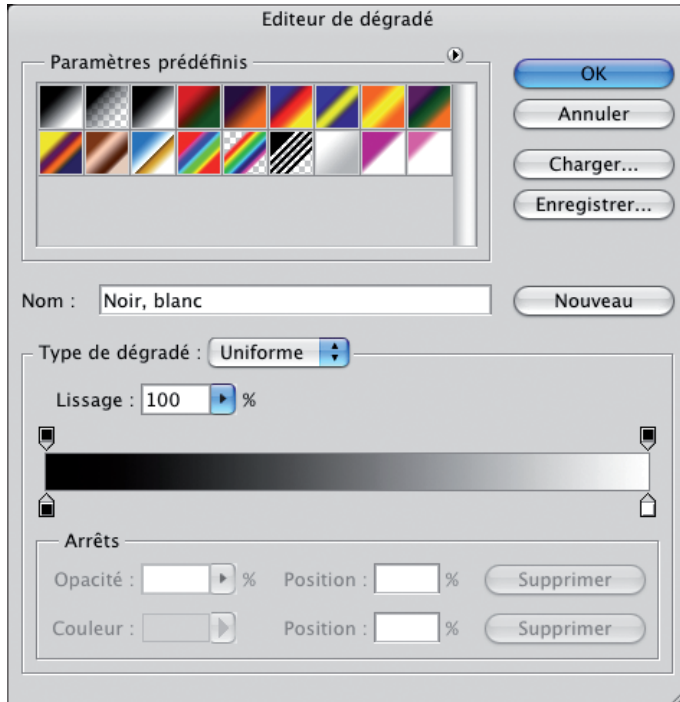 Editeur de dégradé
Paramètres prédéfinis
OK
Annuler
Charger...
Enregistrer...
Nom : Noir, blanc
Nouveau
Type de dégradé : Uniforme
Lissage : 100 %
Arrêts
Opacité : % Position : % Supprimer
Couleur : Position : % Supprimer